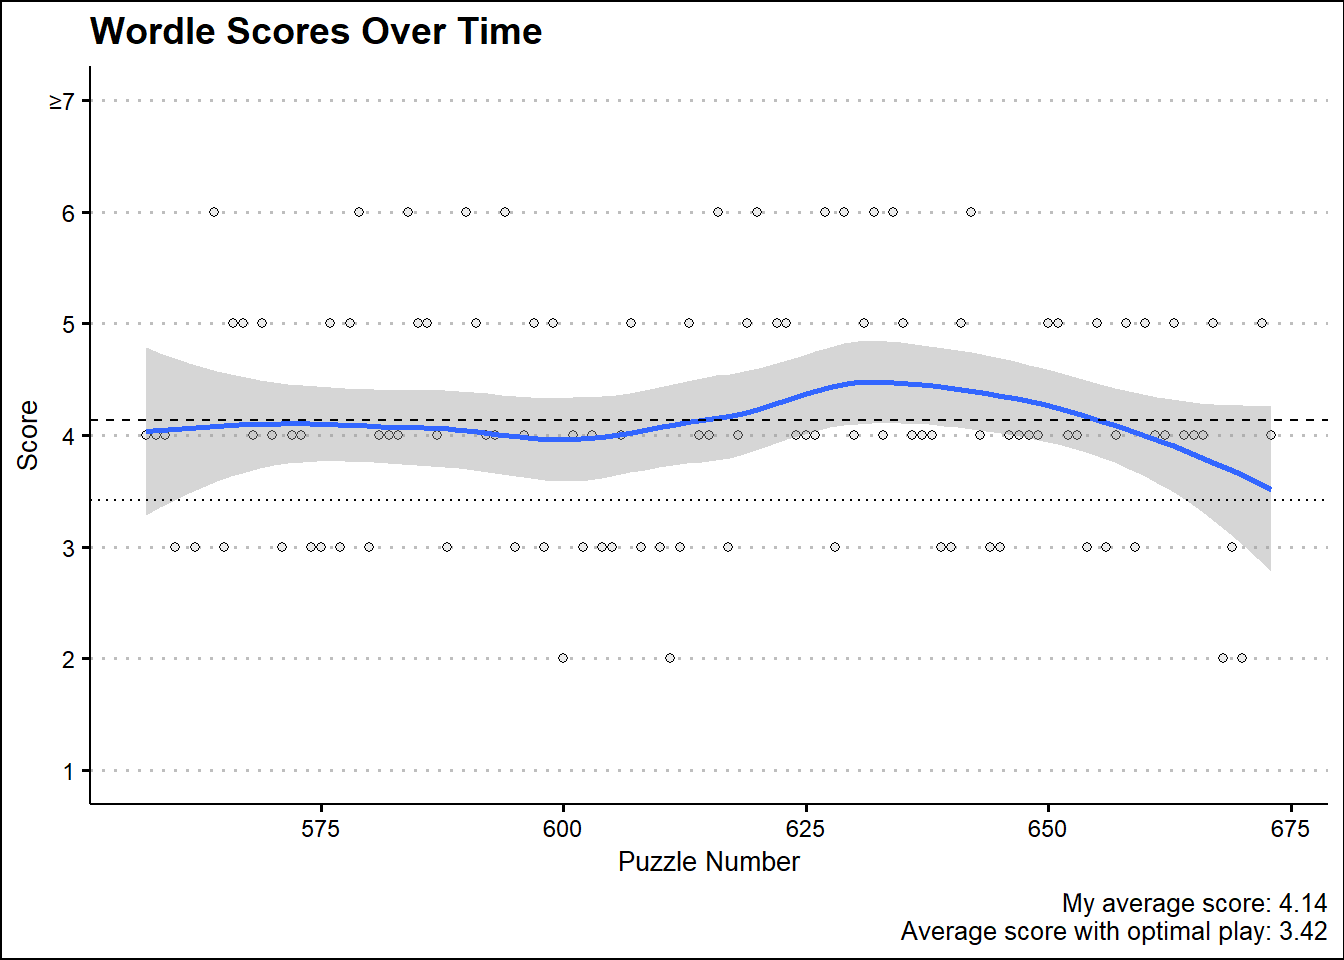 Wordle Scores Over Time
≥7
6
5
4
3
2
1
Score
575 600 625 650 675
Puzzle Number
My average score: 4.14
Average score with optimal play: 3.42